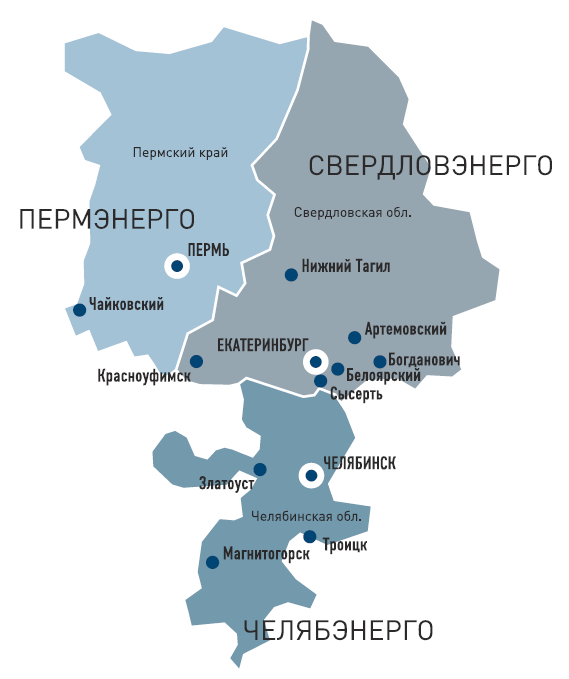 Пермский край
СВЕРДЛОВЭНЕРГО
Свердловская обл.
ПЕРМЭНЕРГО
ПЕРМЬ
Нижний Тагил
Чайковский
Артемовский
ЕКАТЕРИНБУРГ
Богданович
Красноуфимск
Белоярский
Сысерть
ЧЕЛЯБИНСК
Златоуст
Челябинская обл.
Троицк
Магнитогорск
ЧЕЛЯБЭНЕРГО